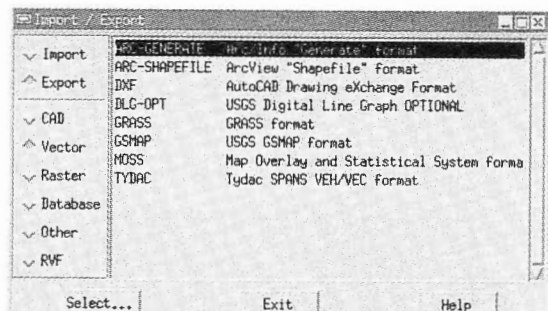 Import / Export
Import
Export
CAD
Vector
Raster
Database
Other
RVF
ARC-GENERATE Arc/Info "Generate" format
ARC-SHAPEFILE ArcView "Shapefile" format
DXF AutoCAD Drawing eXchange Format
DLG-OPT USGS Digital Line Graph OPTIONAL
GRASS GRASS format
GSMAP USGS GSMAP format
MOSS Map Overlay and Statistical System forma
TYDAC Tydac SPANS VEH/VEC format
Select... Exit Help